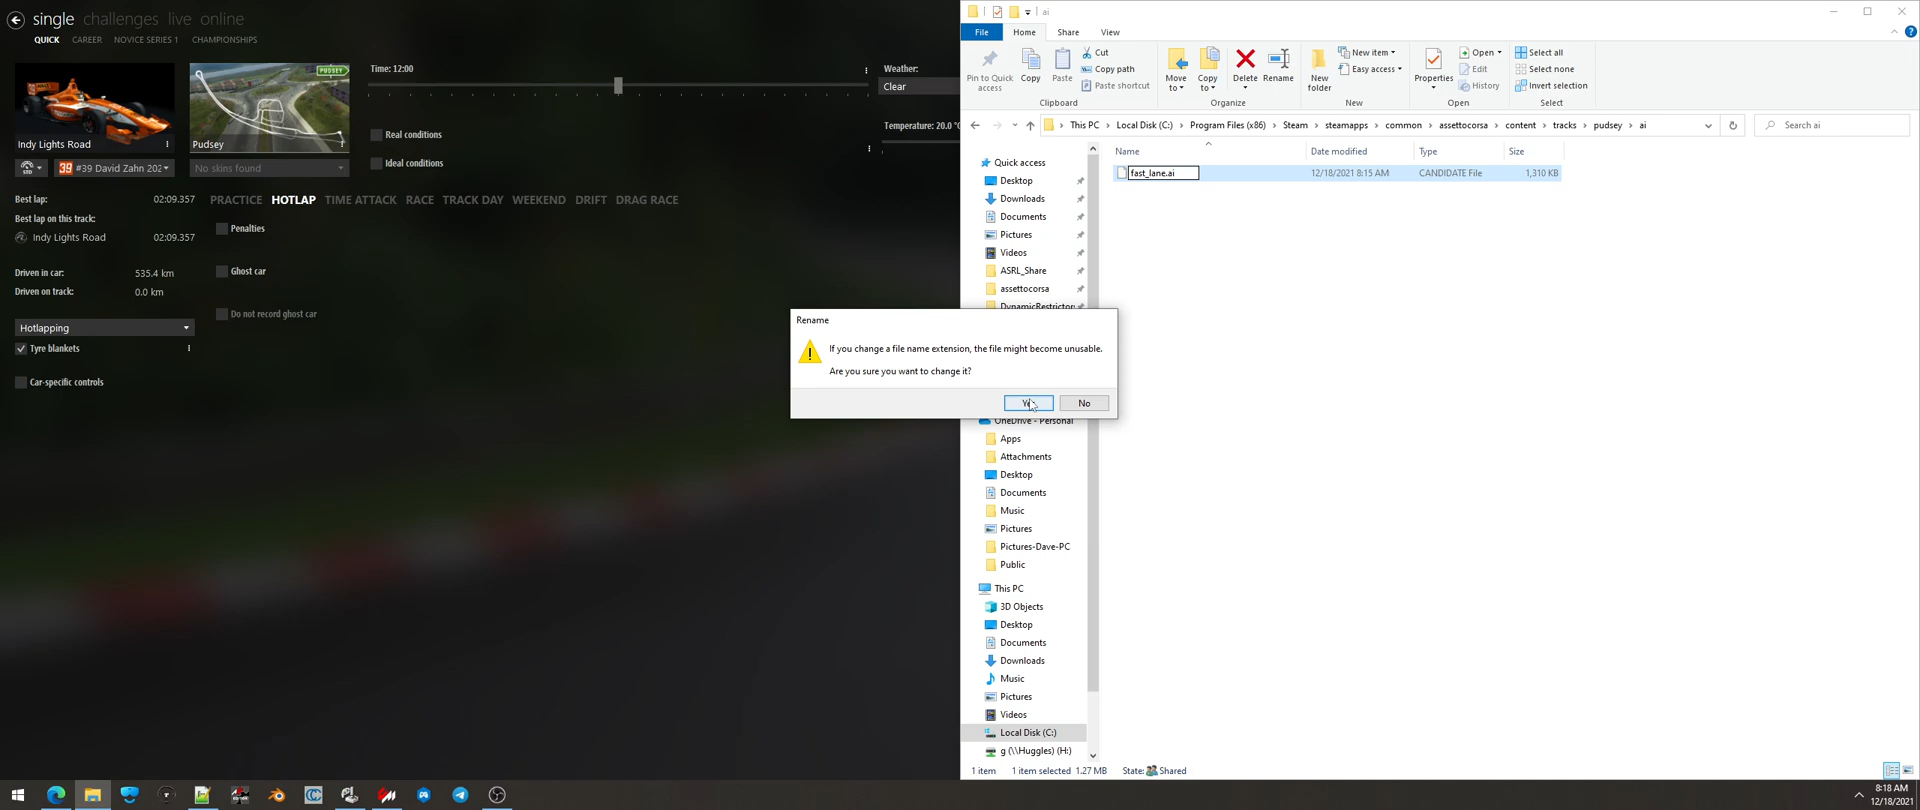 single challenges live online
QUICK CAREER NOVICE SERIES 1 CHAMPIONSHIPS
Indy Lights Road
PUDSEY
Pudsey
STD
39 #39 David Zahn 202
No skins found
Time: 12:00
Weather:
Clear
Real conditions
Temperature: 20.0 °C
Ideal conditions
Best lap: 02:09.357
Best lap on this track:
Indy Lights Road 02:09.357
Driven in car: 535.4 km
Driven on track: 0.0 km
Hotlapping
Tyre blankets
Car-specific controls
PRACTICE HOTLAP TIME ATTACK RACE TRACK DAY WEEKEND DRIFT DRAG RACE
Penalties
Ghost car
Do not record ghost car
ai
File Home Share View
Pin to Quick access
Copy
Paste
Cut
Copy path
Paste shortcut
Clipboard
Move to
Copy to
Delete
Rename
Organize
New folder
New item
Easy access
New
Properties
Open
Edit
History
Open
Select all
Select none
Invert selection
Select
This PC > Local Disk (C:) > Program Files (x86) > Steam > steamapps > common > assettocorsa > content > tracks > pudsey > ai
Search ai
Name Date modified Type Size
fast_lane.ai 12/18/2021 8:15 AM CANDIDATE File 1,310 KB
Quick access
Desktop
Downloads
Documents
Pictures
Videos
ASRL_Share
assettocorsa
DynamicRestrictor
Rename
If you change a file name extension, the file might become unusable.
Are you sure you want to change it?
No
OneDrive - Personal
Apps
Attachments
Desktop
Documents
Music
Pictures
Pictures-Dave-PC
Public
This PC
3D Objects
Desktop
Documents
Downloads
Music
Pictures
Videos
Local Disk (C:)
g (\\Huggles) (H:)
1 item 1 item selected 1.27 MB State: Shared
8:18 AM
12/18/2021